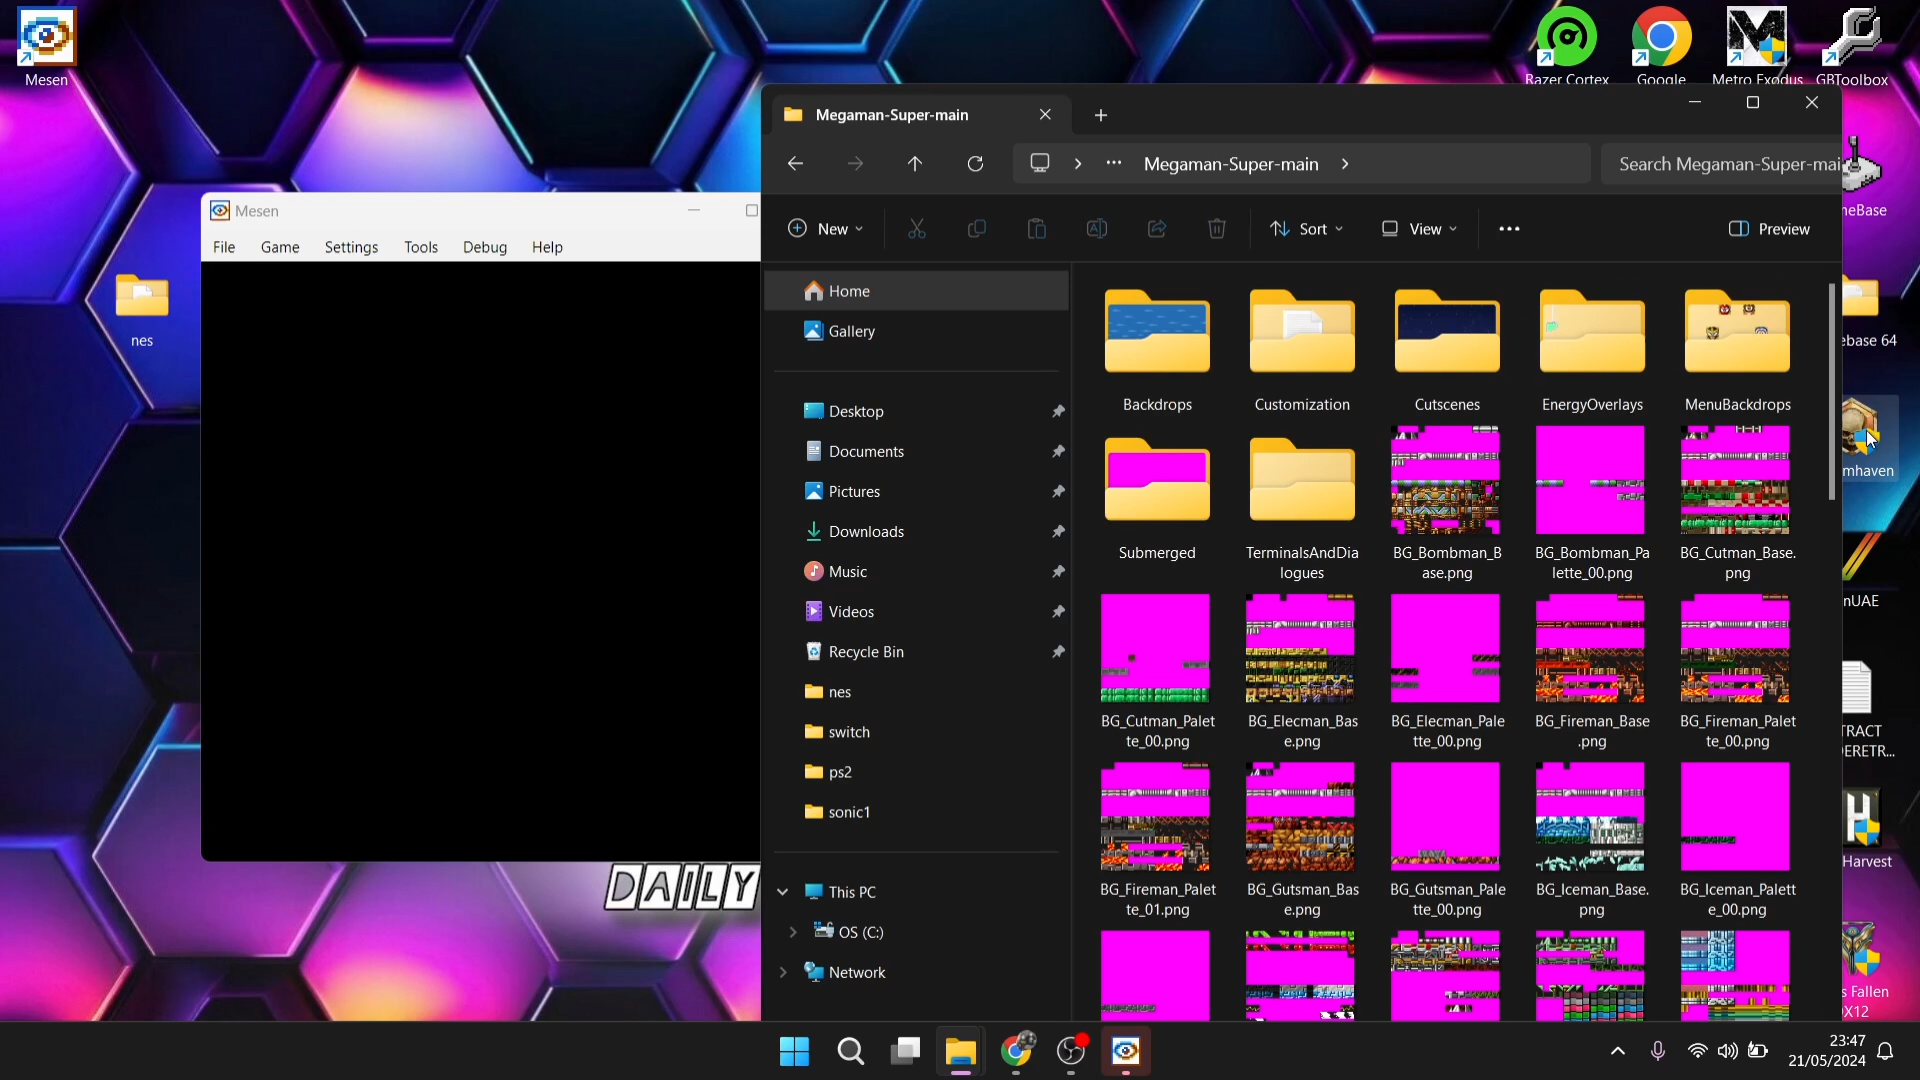 Mesen
Razer Cortex
Google
Metro Exodus
GBToolbox
Megaman-Super-main
Megaman-Super-main
Search Megaman-Super-mai
neBase
Mesen
New
Sort
View
Preview
File
Game
Settings
Tools
Debug
Help
Home
Gallery
nes
ebase 64
Backdrops
Customization
Cutscenes
EnergyOverlays
MenuBackdrops
Desktop
Documents
Pictures
Downloads
Music
Videos
Recycle Bin
nes
switch
ps2
sonic1
mhaven
Submerged
TerminalsAndDia
logues
BG_Bombman_B
ase.png
BG_Bombman_Pa
lette_00.png
BG_Cutman_Base.
png
nUAE
BG_Cutman_Palet
te_00.png
BG_Elecman_Bas
e.png
BG_Elecman_Pale
tte_00.png
BG_Fireman_Base
.png
BG_Fireman_Palet
te_00.png
TRACT
ERETR...
Harvest
BG_Fireman_Palet
te_01.png
BG_Gutsman_Bas
e.png
BG_Gutsman_Pale
tte_00.png
BG_Iceman_Base.
png
BG_Iceman_Palett
e_00.png
DAILY
This PC
OS (C:)
Network
s Fallen
X12
23:47
21/05/2024